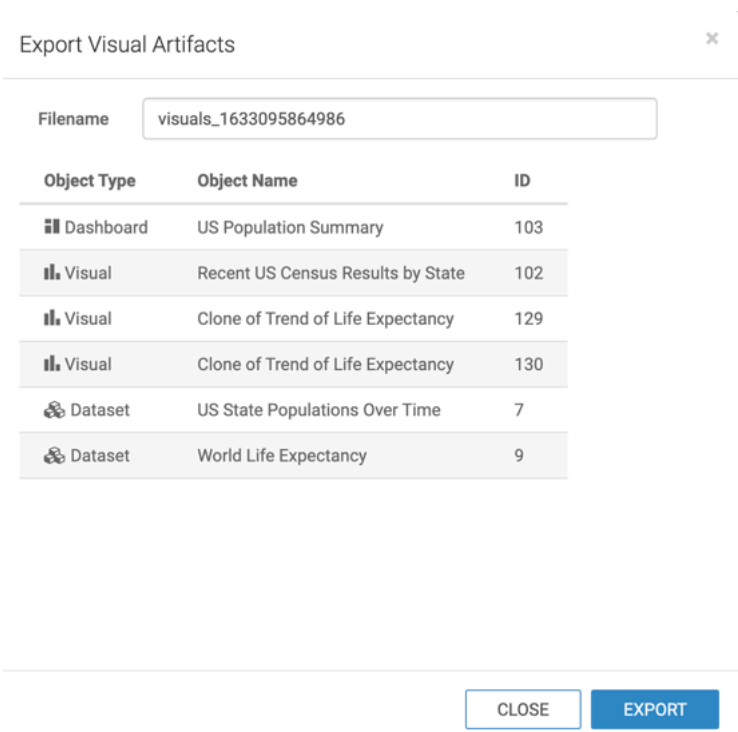 Export Visual Artifacts ×
Filename visuals_1633095864986
Object Type Object Name ID
Dashboard US Population Summary 103
Visual Recent US Census Results by State 102
Visual Clone of Trend of Life Expectancy 129
Visual Clone of Trend of Life Expectancy 130
Dataset US State Populations Over Time 7
Dataset World Life Expectancy 9
CLOSE EXPORT